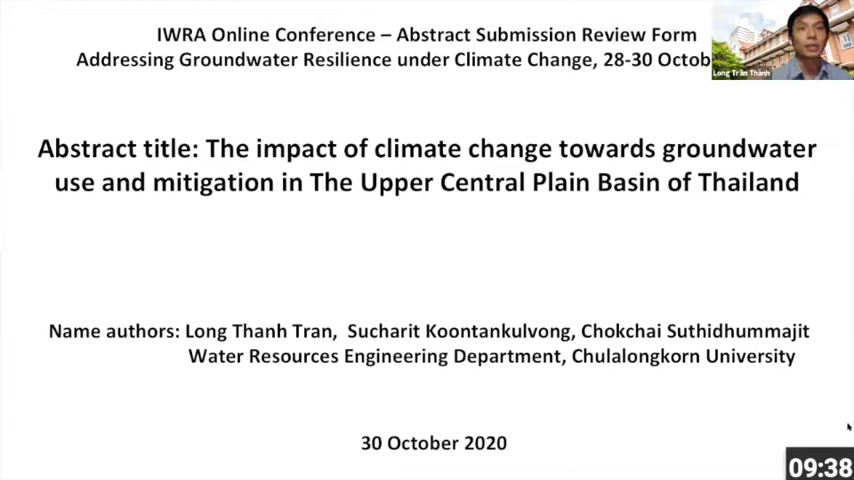 IWRA Online Conference – Abstract Submission Review Form
Addressing Groundwater Resilience under Climate Change, 28-30 Octob
Long Trần Thành
Abstract title: The impact of climate change towards groundwater
use and mitigation in The Upper Central Plain Basin of Thailand
Name authors: Long Thanh Tran, Sucharit Koontankulvong, Chokchai Suthidhummajit
Water Resources Engineering Department, Chulalongkorn University
30 October 2020
09:38